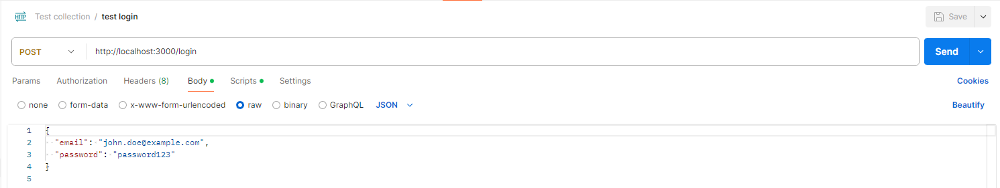 HTTP Test collection / test login Save
POST http://localhost:3000/login Send
Params Authorization Headers (8) Body Scripts Settings Cookies
none form-data x-www-form-urlencoded raw binary GraphQL JSON Beautify
1 {
2 "email": "john.doe@example.com",
3 "password": "password123"
4 }
5